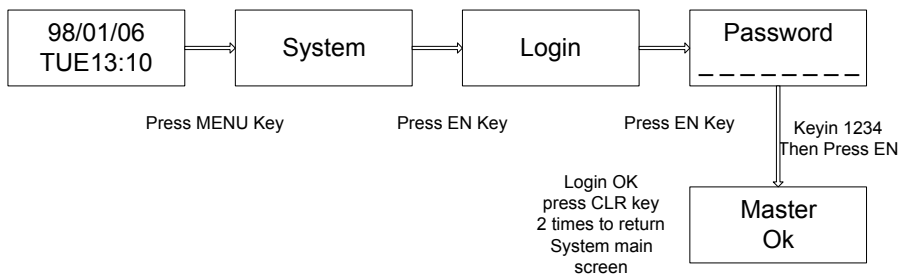 98/01/06
TUE13:10
System
Login
Password
_ _ _ _ _ _ _ _
Press MENU Key
Press EN Key
Press EN Key
Keyin 1234
Then Press EN
Login OK
press CLR key
2 times to return
System main
screen
Master
Ok